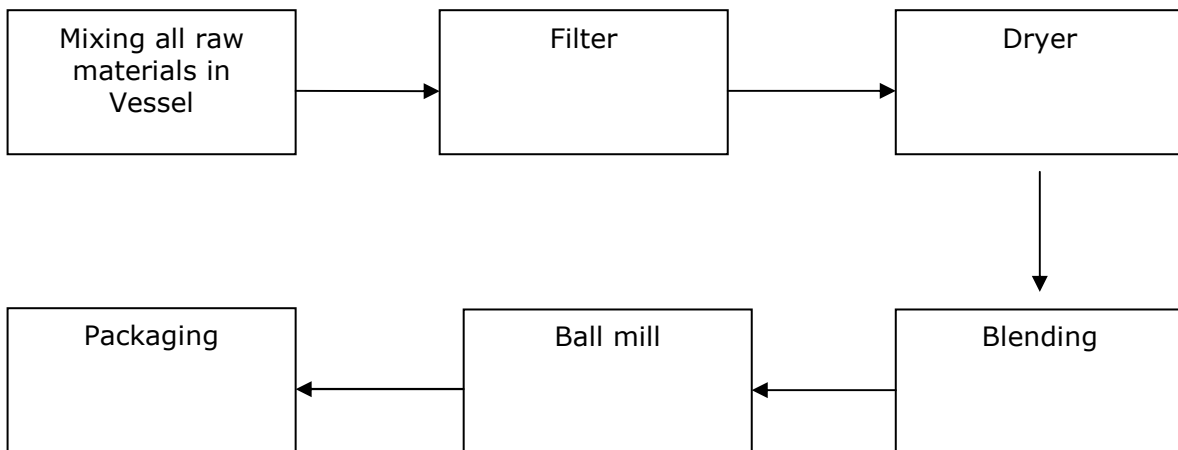 Mixing all raw
materials in
Vessel
Filter
Dryer
Blending
Ball mill
Packaging